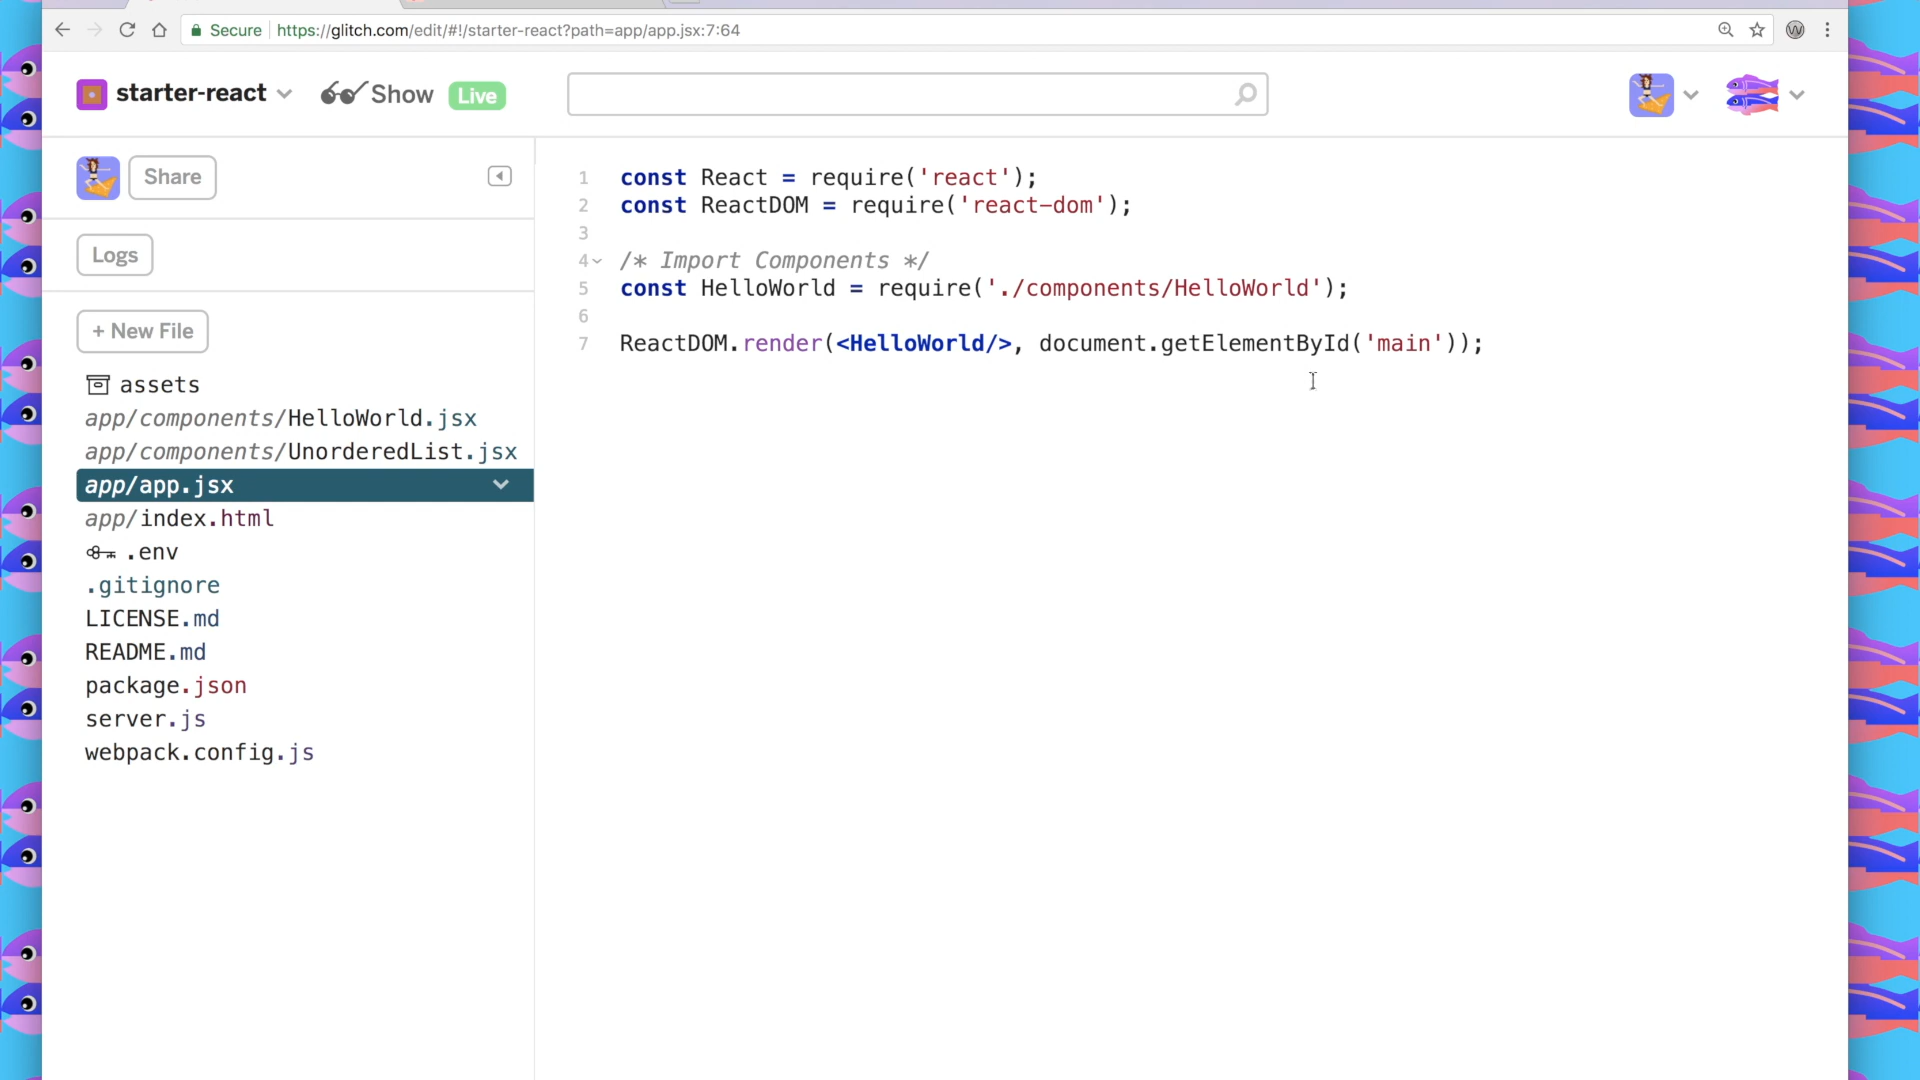 Secure https://glitch.com/edit/#!/starter-react?path=app/app.jsx:7:64
starter-react Show Live
Share
Logs
+ New File
assets
app/components/HelloWorld.jsx
app/components/UnorderedList.jsx
app/app.jsx
app/index.html
.env
.gitignore
LICENSE.md
README.md
package.json
server.js
webpack.config.js
1 const React = require('react');
2 const ReactDOM = require('react-dom');
3
4 /* Import Components */
5 const HelloWorld = require('./components/HelloWorld');
6
7 ReactDOM.render(<HelloWorld/>, document.getElementById('main'));